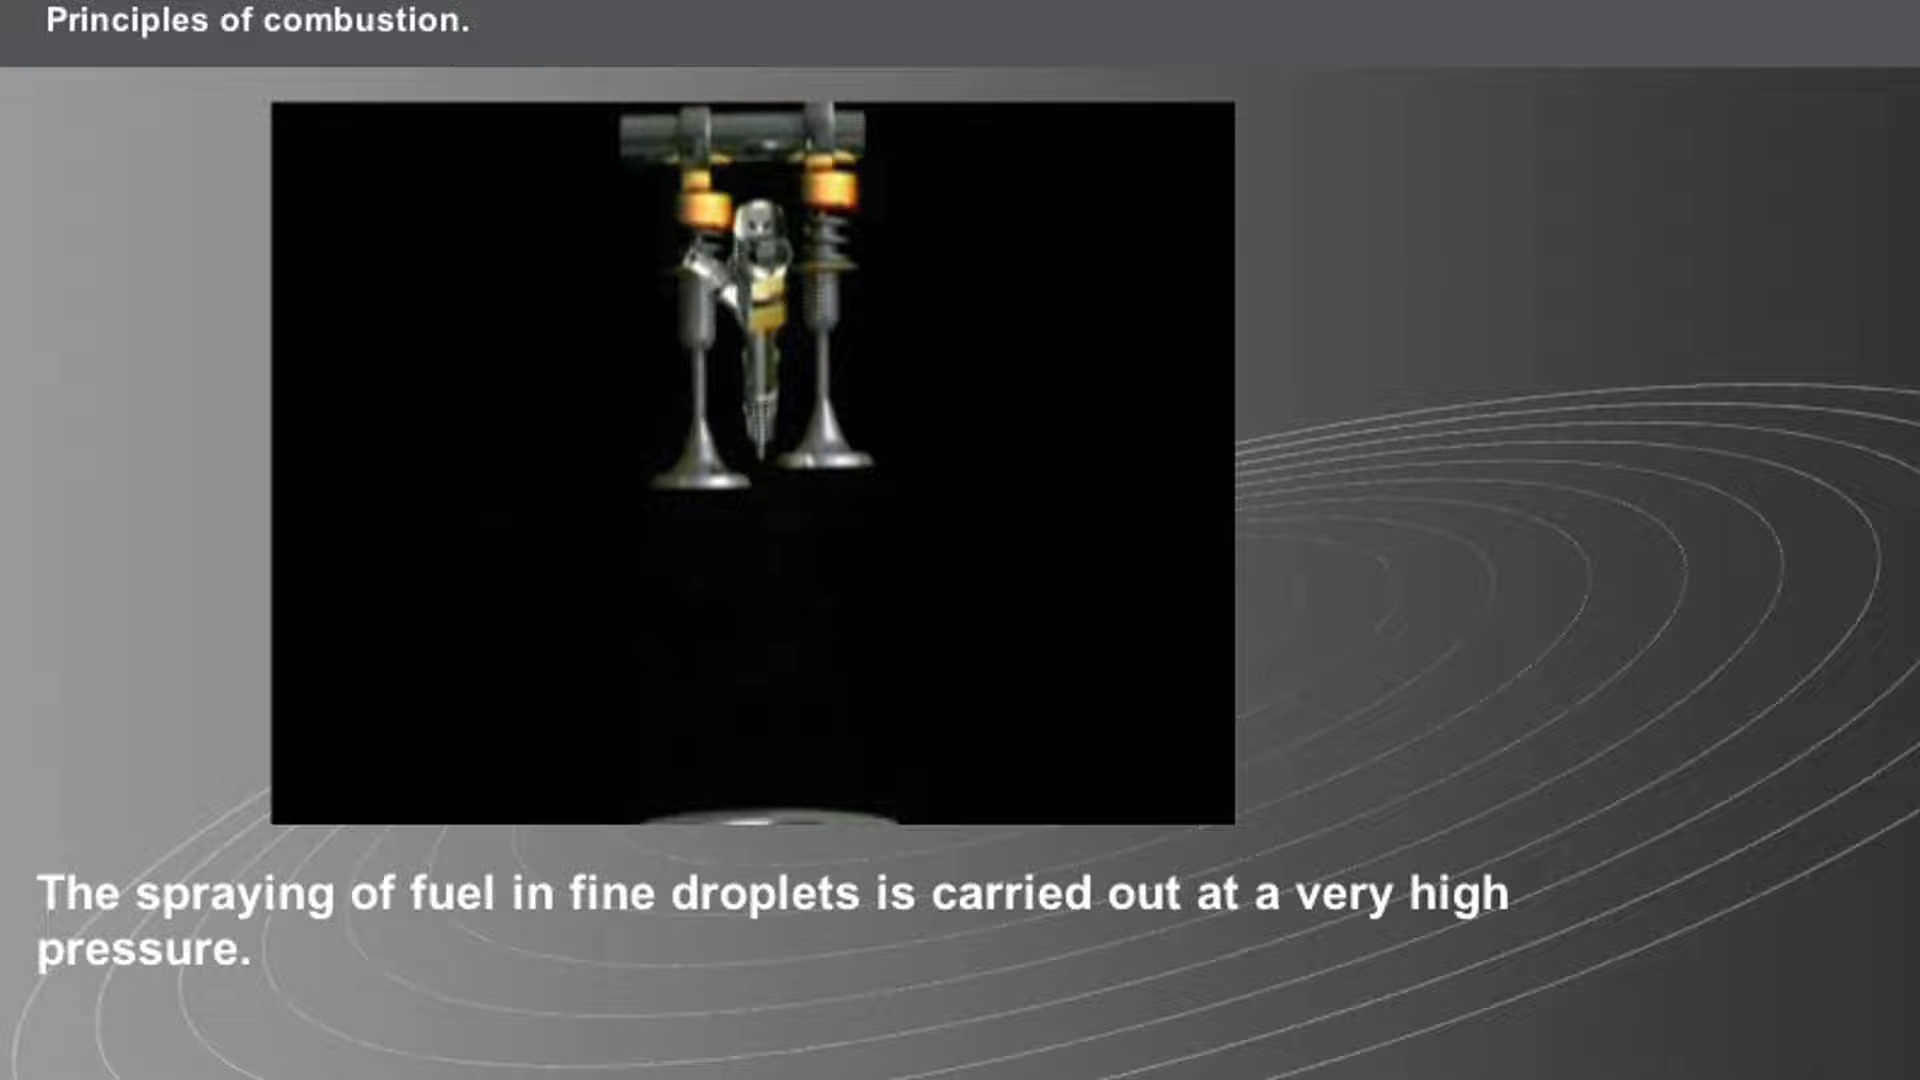 Principles of combustion.
The spraying of fuel in fine droplets is carried out at a very high
pressure.